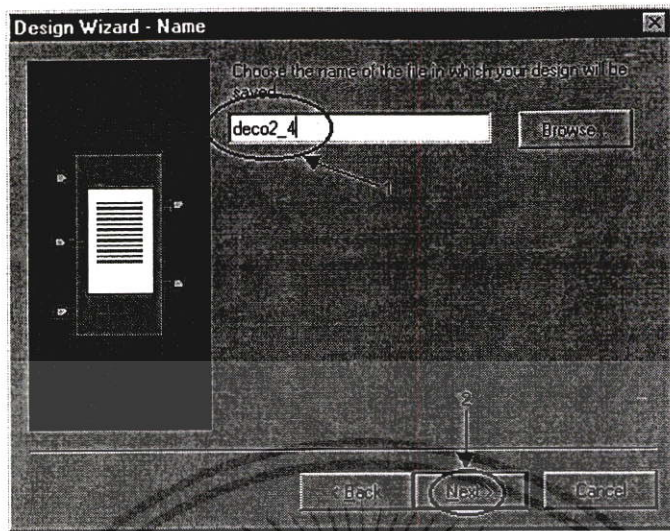 Design Wizard - Name
Choose the name of the file in which your design will be
saved
deco2_4
Browse...
1
2
< Back
Next >
Cancel